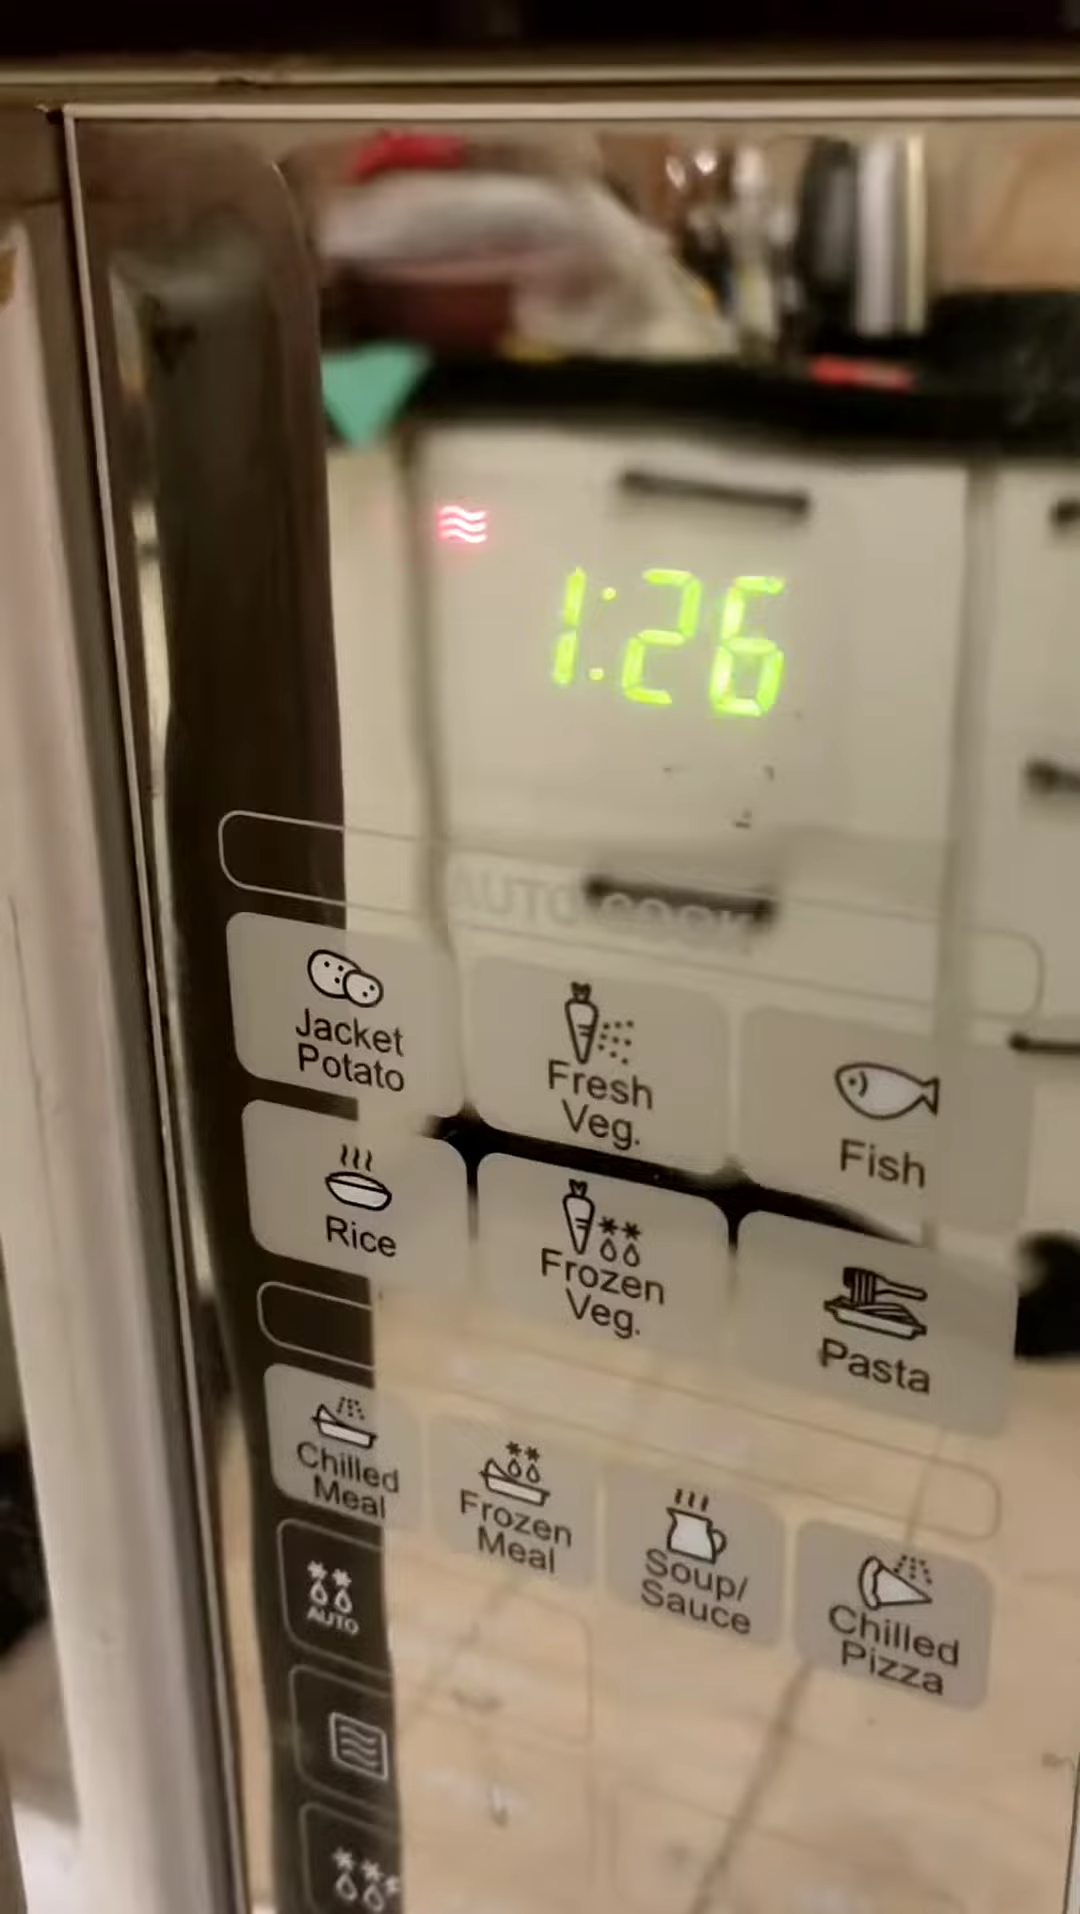 1:26
AUTO COOK
Jacket
Potato
Fresh
Veg.
Fish
Rice
Frozen
Veg.
Pasta
Chilled
Meal
Frozen
Meal
Soup/
Sauce
Chilled
Pizza
AUTO